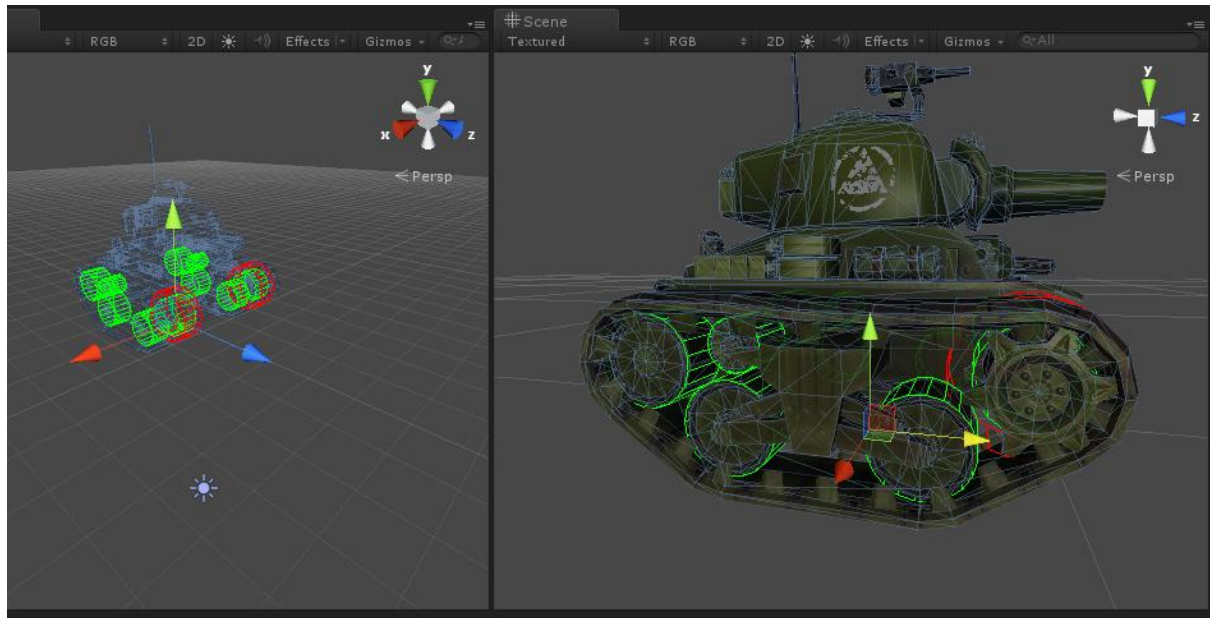 RGB 2D Effects Gizmos
y
x z
Persp
Scene
Textured RGB 2D Effects Gizmos All
y
z
Persp